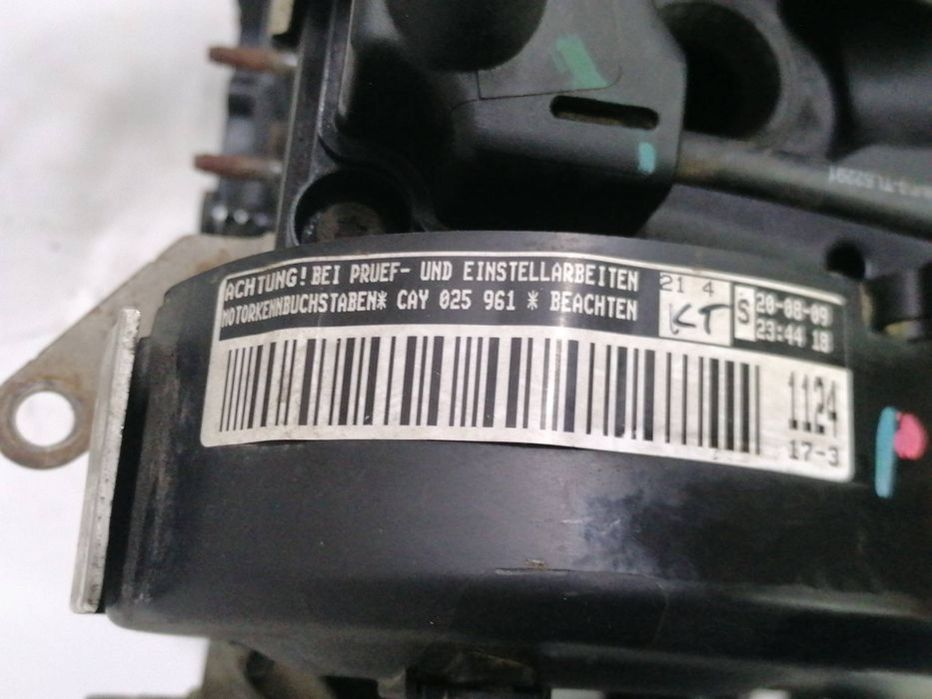 ACHTUNG! BEI PRUEF- UND EINSTELLARBEITEN
MOTORKENNBUCHSTABEN* CAY 025 961 * BEACHTEN
21 4
KT
S
20-08-09
23:44 18
1124
17-3